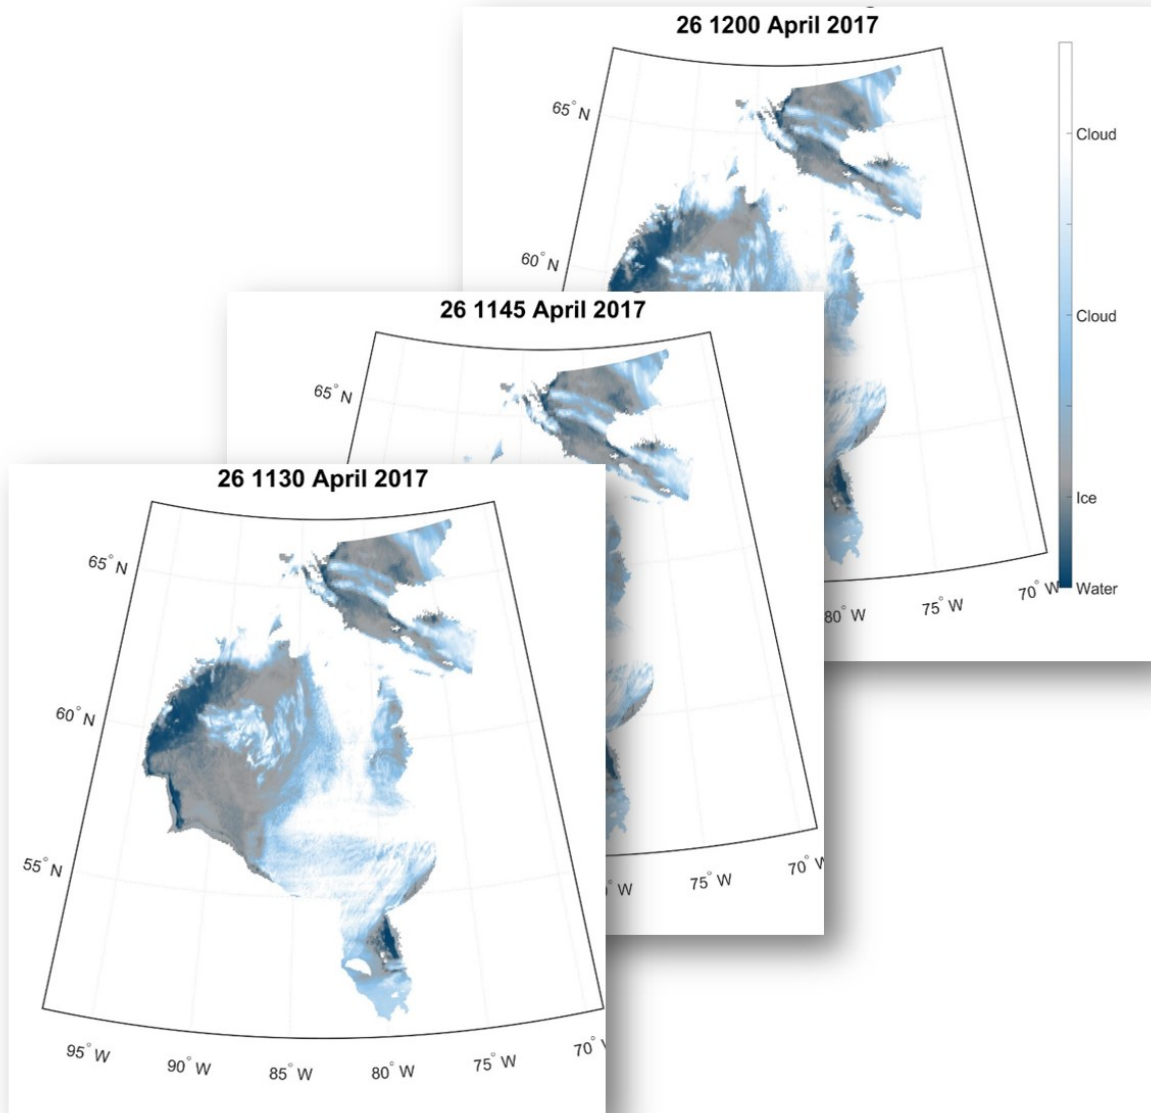 26 1200 April 2017
65° N
60° N
80° W
75° W
70° W
Cloud
Cloud
Ice
Water
26 1145 April 2017
65° N
° W
75° W
70° W
26 1130 April 2017
65° N
60° N
55° N
95° W
90° W
85° W
80° W
75° W
70°